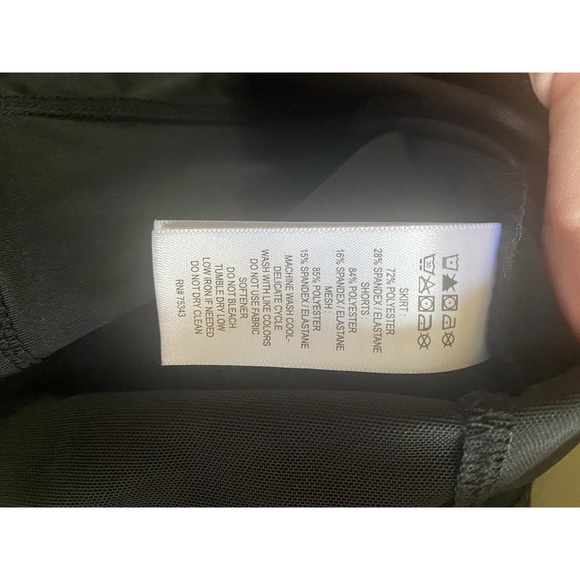 SKIRT:
72% POLYESTER
28% SPANDEX / ELASTANE
SHORTS:
84% POLYESTER
16% SPANDEX / ELASTANE
MESH:
85% POLYESTER
15% SPANDEX / ELASTANE
MACHINE WASH COOL-
DELICATE CYCLE
WASH WITH LIKE COLORS
DO NOT USE FABRIC
SOFTENER
DO NOT BLEACH
TUMBLE DRY LOW
LOW IRON IF NEEDED
DO NOT DRY CLEAN
RN# 75343